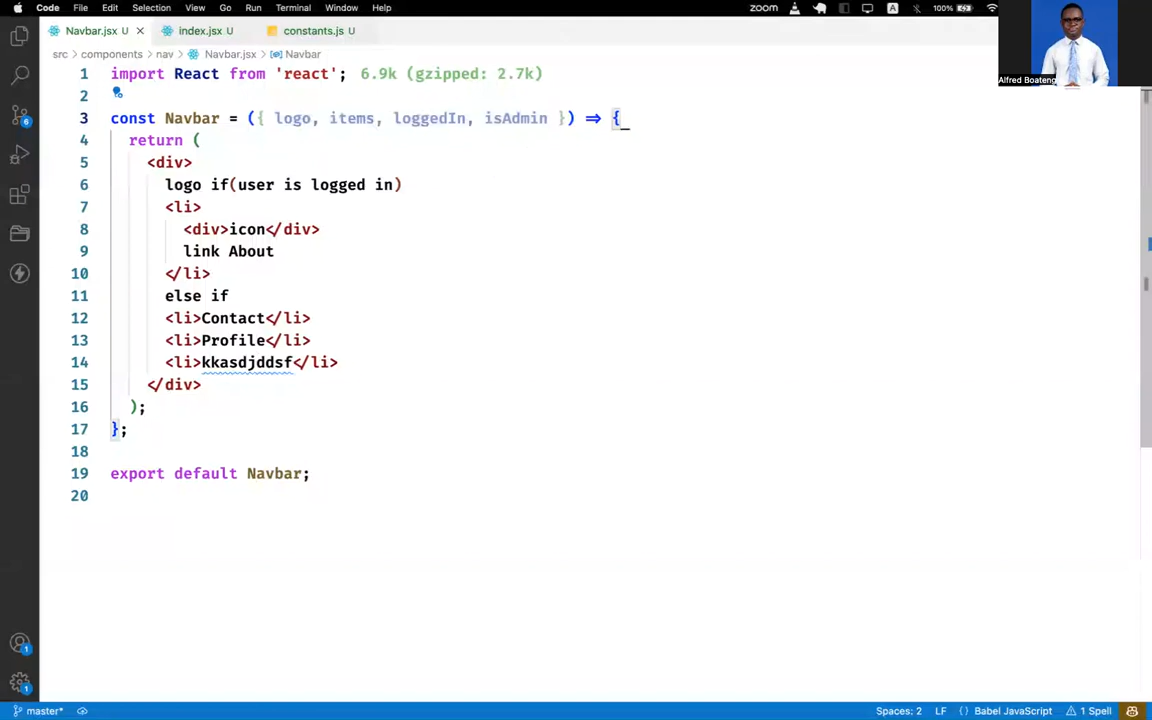 Code File Edit Selection View Go Run Terminal Window Help zoom A 100%
Navbar.jsx U index.jsx U constants.js U
src components nav Navbar.jsx Navbar
Alfred Boateng
1 import React from 'react'; 6.9k (gzipped: 2.7k)
2
3 const Navbar = ({ logo, items, loggedIn, isAdmin }) => {
4 return (
5 <div>
6 logo if(user is logged in)
7 <li>
8 <div>icon</div>
9 link About
10 </li>
11 else if
12 <li>Contact</li>
13 <li>Profile</li>
14 <li>kkasdjddsf</li>
15 </div>
16 );
17 };
18
19 export default Navbar;
20
6
1
1
master* Spaces: 2 LF {} Babel JavaScript 1 Spell